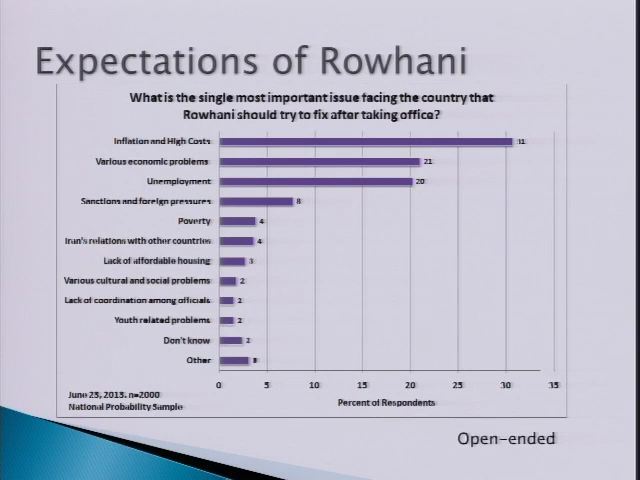 Expectations of Rowhani
What is the single most important issue facing the country that
Rowhani should try to fix after taking office?
Inflation and High Costs 31
Various economic problems 21
Unemployment 20
Sanctions and foreign pressures 8
Poverty 4
Iran's relations with other countries 4
Lack of affordable housing 3
Various cultural and social problems 2
Lack of coordination among officials 2
Youth related problems 2
Don't know 2
Other
0 5 10 15 20 25 30 35
Percent of Respondents
June 23, 2013. n=2000
National Probability Sample
Open-ended